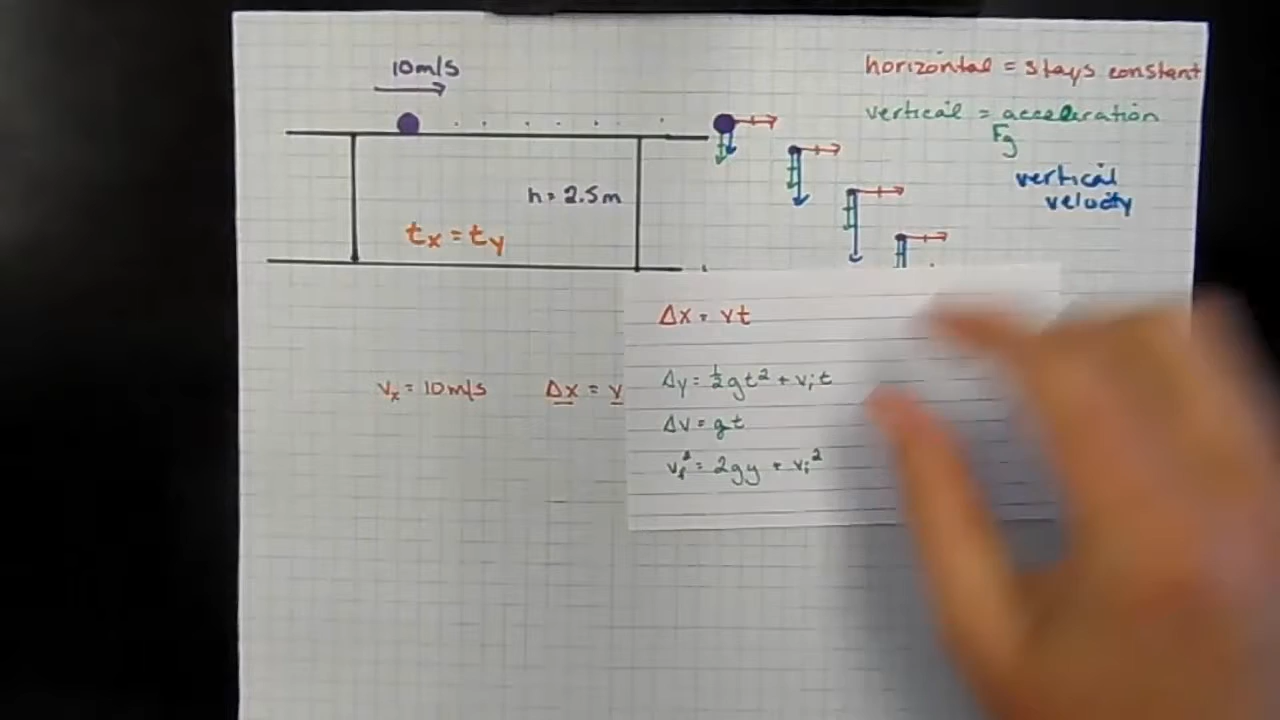 10m/s
horizontal = stays constant
vertical = acceleration
Fg
vertical
velocity
h = 2.5m
tx = ty
Δx = vt
vx = 10m/s Δx = v
Δy = ½gt² + vit
Δv = gt
vf² = 2gy + vi²